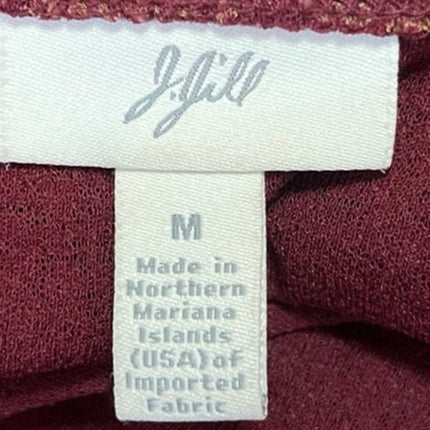 J.Jill
M
Made in
Northern
Mariana
Islands
(USA) of
Imported
Fabric